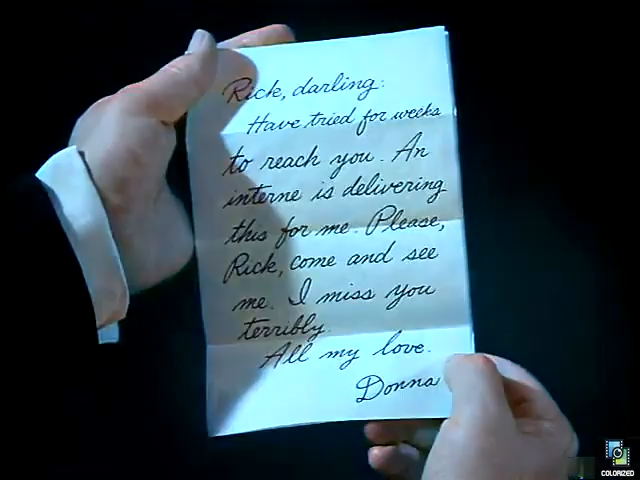 Rick, darling:
Have tried for weeks
to reach you. An
interne is delivering
this for me. Please,
Rick, come and see
me. I miss you
terribly.
All my love.
Donna
COLORIZED